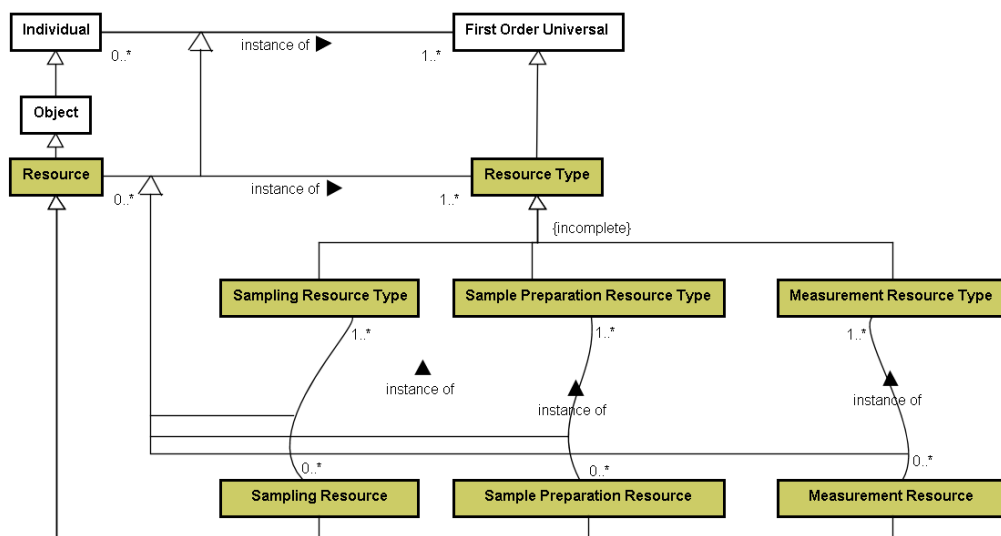 Individual
First Order Universal
0..*
instance of ▶
1..*
Object
Resource
Resource Type
0..*
instance of ▶
1..*
{incomplete}
Sampling Resource Type
Sample Preparation Resource Type
Measurement Resource Type
1..*
1..*
1..*
▲
instance of
▲
instance of
▲
instance of
0..*
0..*
0..*
Sampling Resource
Sample Preparation Resource
Measurement Resource